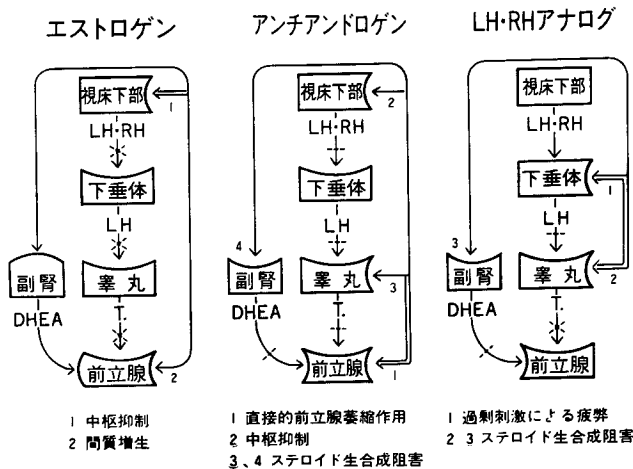 エストロゲン
視床下部
1
LH·RH
下垂体
LH
副腎
睾丸
DHEA
T.
前立腺
2
1 中枢抑制
2 間質増生
アンチアンドロゲン
視床下部
2
LH·RH
下垂体
LH
4
副腎
睾丸
3
DHEA
T.
前立腺
1
1 直接的前立腺萎縮作用
2 中枢抑制
3、4 ステロイド生合成阻害
LH·RHアナログ
視床下部
LH·RH
下垂体
1
LH
3
副腎
睾丸
2
DHEA
T.
前立腺
1 過剰刺激による疲弊
2 3 ステロイド生合成阻害